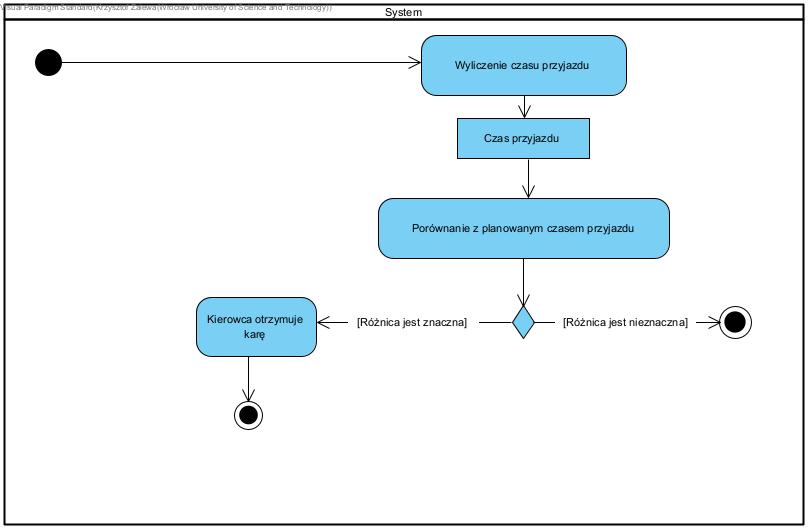 Visual Paradigm Standard(Krzysztof Zalewa(Wroclaw University of Science and Technology))
System
Wyliczenie czasu przyjazdu
Czas przyjazdu
Porównanie z planowanym czasem przyjazdu
Kierowca otrzymuje
karę
[Różnica jest znaczna]
[Różnica jest nieznaczna]